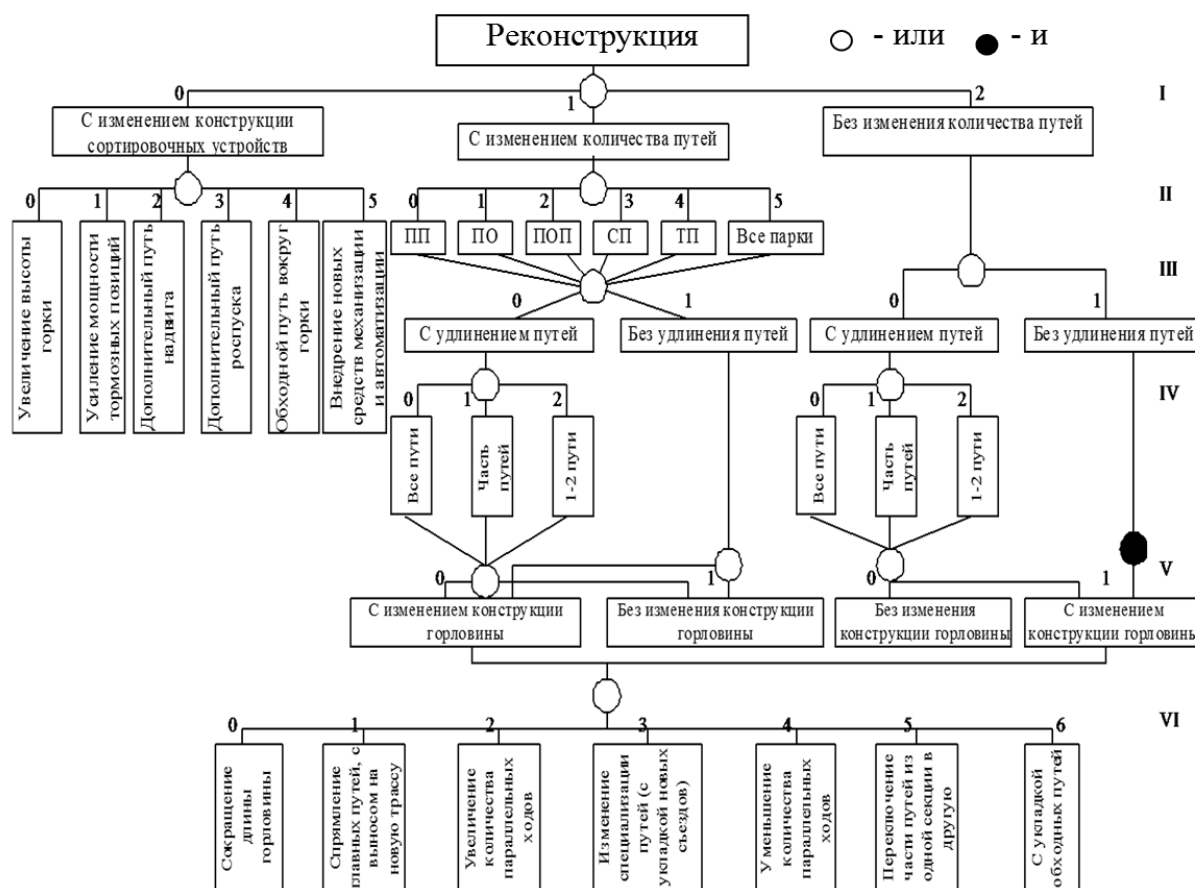 Реконструкция
- или
- и
0
1
2
I
С изменением конструкции
сортировочных устройств
С изменением количества путей
Без изменения количества путей
0
1
2
3
4
5
0
1
2
3
4
5
II
Увеличение высоты
горки
Усиление мощности
тормозных повиций
Дополнительный путь
надвига
Дополнительный путь
роспуска
Обходной путь вокруг
горки
Внедрение новых
средств механизации
и автоматизации
ПП
ПО
ПОП
СП
ТП
Все парки
III
0
1
0
1
С удлинением путей
Без удлинения путей
С удлинением путей
Без удлинения путей
IV
0
1
2
0
1
2
Все пути
Часть
путей
1-2 пути
Все пути
Часть
путей
1-2 пути
V
0
1
0
1
С изменением конструкции
горловины
Без изменения конструкции
горловины
Без изменения
конструкции горловины
С изменением
конструкции горловины
VI
0
1
2
3
4
5
6
Сокращение
длины
горловины
Спрямление
главных путей, с
выносом на
новую трассу
Увеличение
количества
параллельных
ходов
Изменение
специализации
путей (с
укладкой новых
съездов)
Уменьшение
количества
параллельных
ходов
Переключение
части путей из
одной секции в
другую
С укладкой
обходных путей